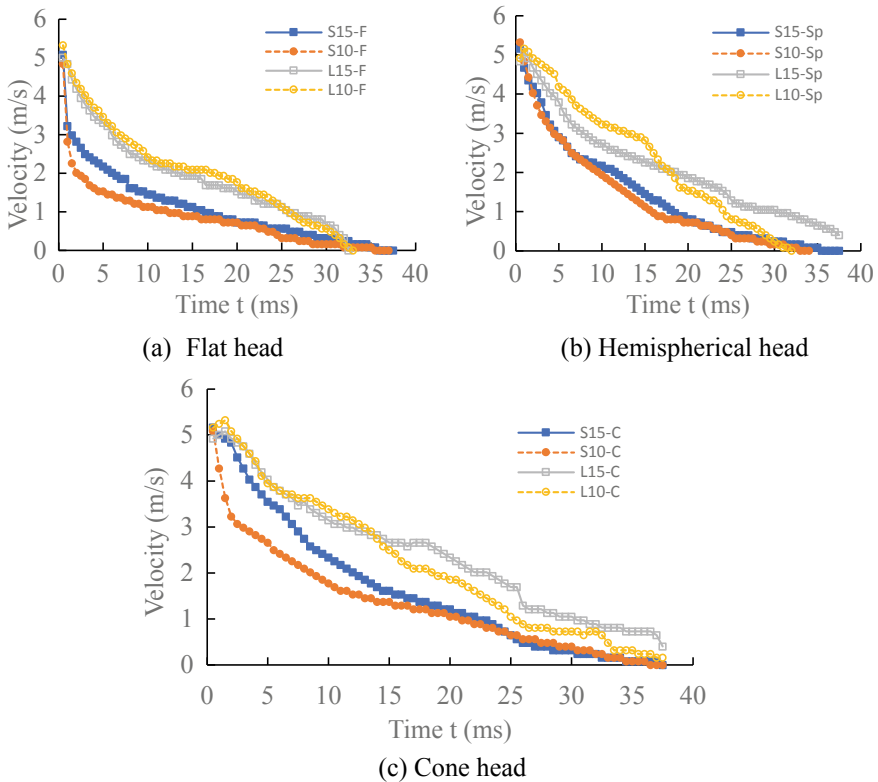 6
5
4
3
2
1
0
Velocity (m/s)
S15-F
S10-F
L15-F
L10-F
0 5 10 15 20 25 30 35 40
Time t (ms)
(a) Flat head
6
5
4
3
2
1
0
Velocity (m/s)
S15-Sp
S10-Sp
L15-Sp
L10-Sp
0 5 10 15 20 25 30 35 40
Time t (ms)
(b) Hemispherical head
6
5
4
3
2
1
0
Velocity (m/s)
S15-C
S10-C
L15-C
L10-C
0 5 10 15 20 25 30 35 40
Time t (ms)
(c) Cone head